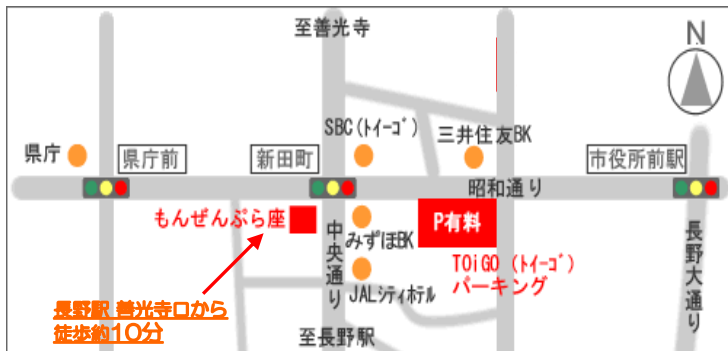 至善光寺
N
SBC(ﾄｲｰｺﾞ)
三井住友BK
県庁
県庁前
新田町
市役所前駅
昭和通り
もんぜんぷら座
P有料
中央通り
みずほBK
TOiGO (ﾄｲｰｺﾞ)
パーキング
長野大通り
JALｼﾃｨﾎﾃﾙ
長野駅 善光寺口から
徒歩約10分
至長野駅